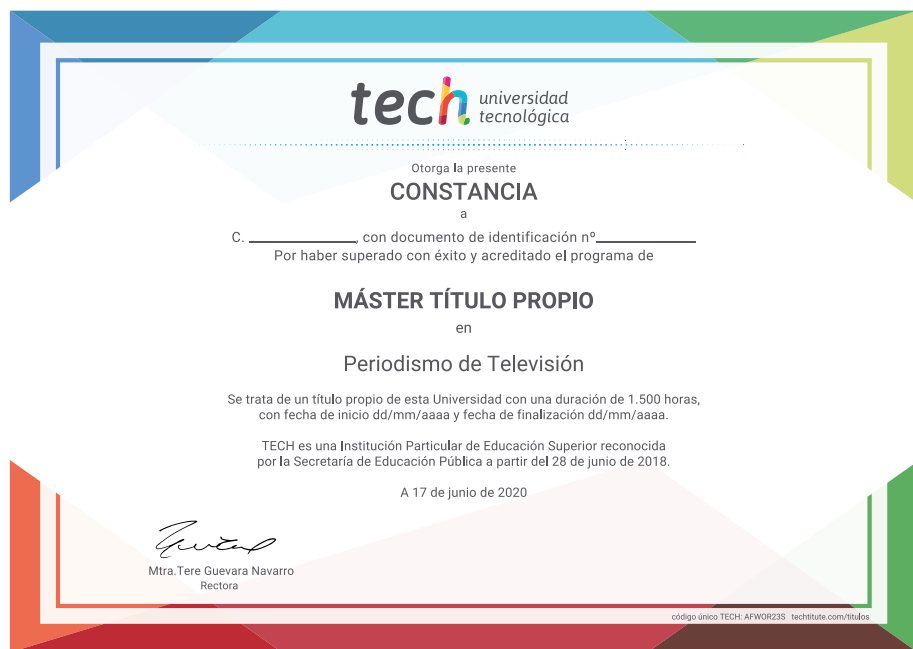 tech universidad
tecnológica
Otorga la presente
CONSTANCIA
a
C. ____________, con documento de identificación nº____________
Por haber superado con éxito y acreditado el programa de
MÁSTER TÍTULO PROPIO
en
Periodismo de Televisión
Se trata de un título propio de esta Universidad con una duración de 1.500 horas,
con fecha de inicio dd/mm/aaaa y fecha de finalización dd/mm/aaaa.
TECH es una Institución Particular de Educación Superior reconocida
por la Secretaría de Educación Pública a partir del 28 de junio de 2018.
A 17 de junio de 2020
Mtra.Tere Guevara Navarro
Rectora
código único TECH: AFWOR23S techtitute.com/titulos